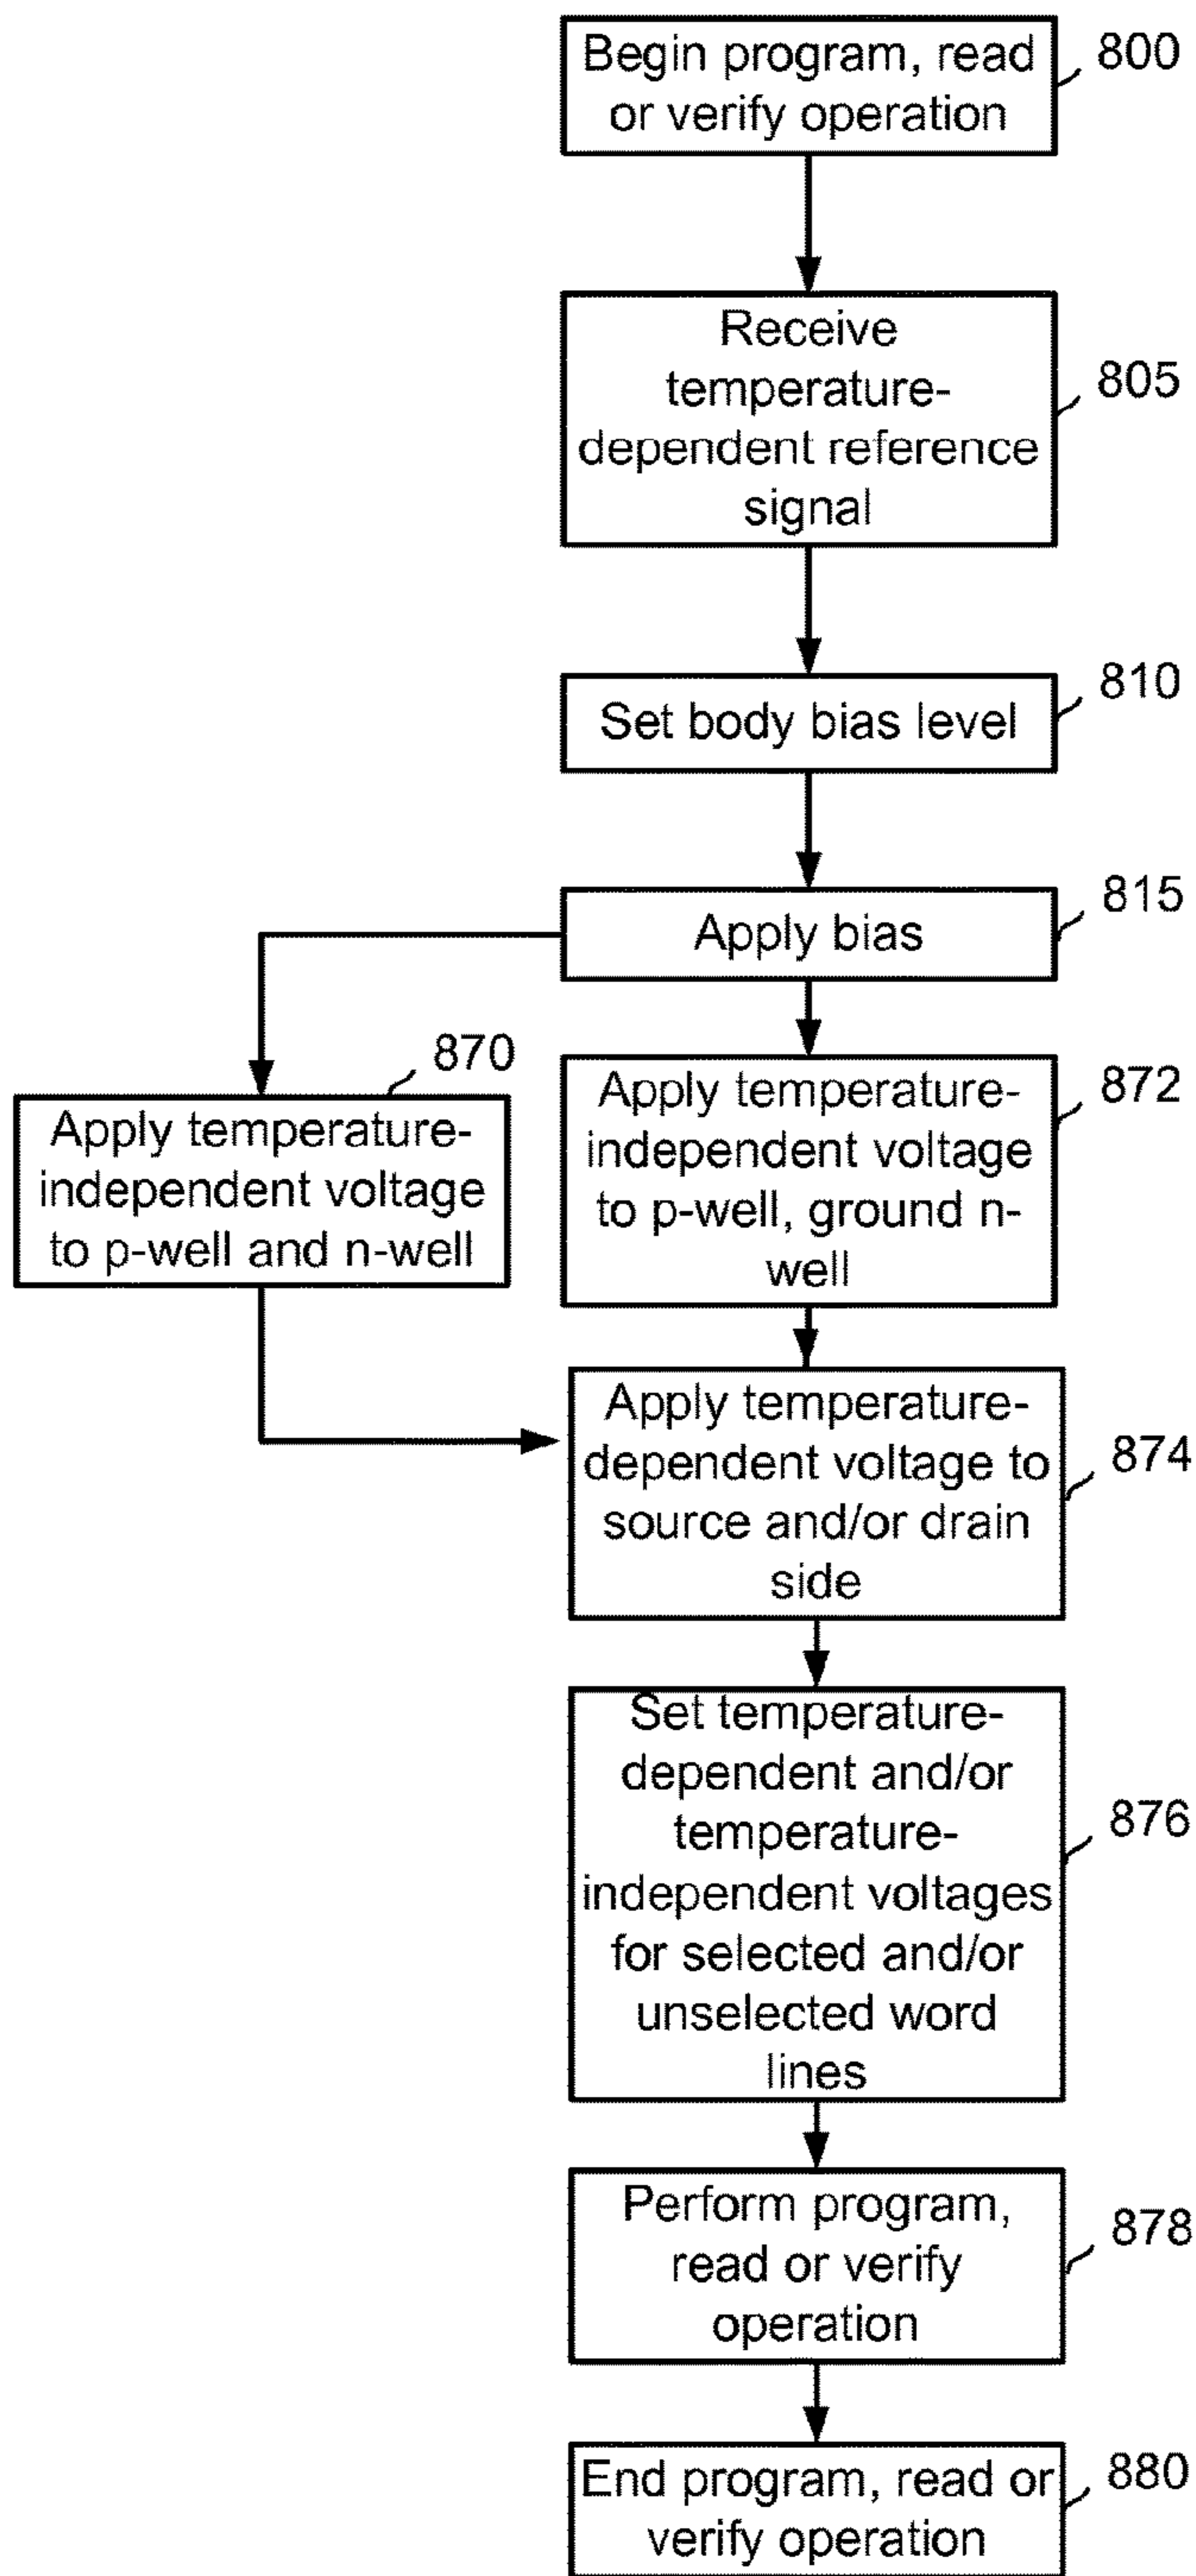 Begin program, read
or verify operation
800
Receive
temperature-
dependent reference
signal
805
Set body bias level
810
Apply bias
815
870
Apply temperature-
independent voltage
to p-well and n-well
Apply temperature-
independent voltage
to p-well, ground n-
well
872
Apply temperature-
dependent voltage to
source and/or drain
side
874
Set temperature-
dependent and/or
temperature-
independent voltages
for selected and/or
unselected word
lines
876
Perform program,
read or verify
operation
878
End program, read or
verify operation
880